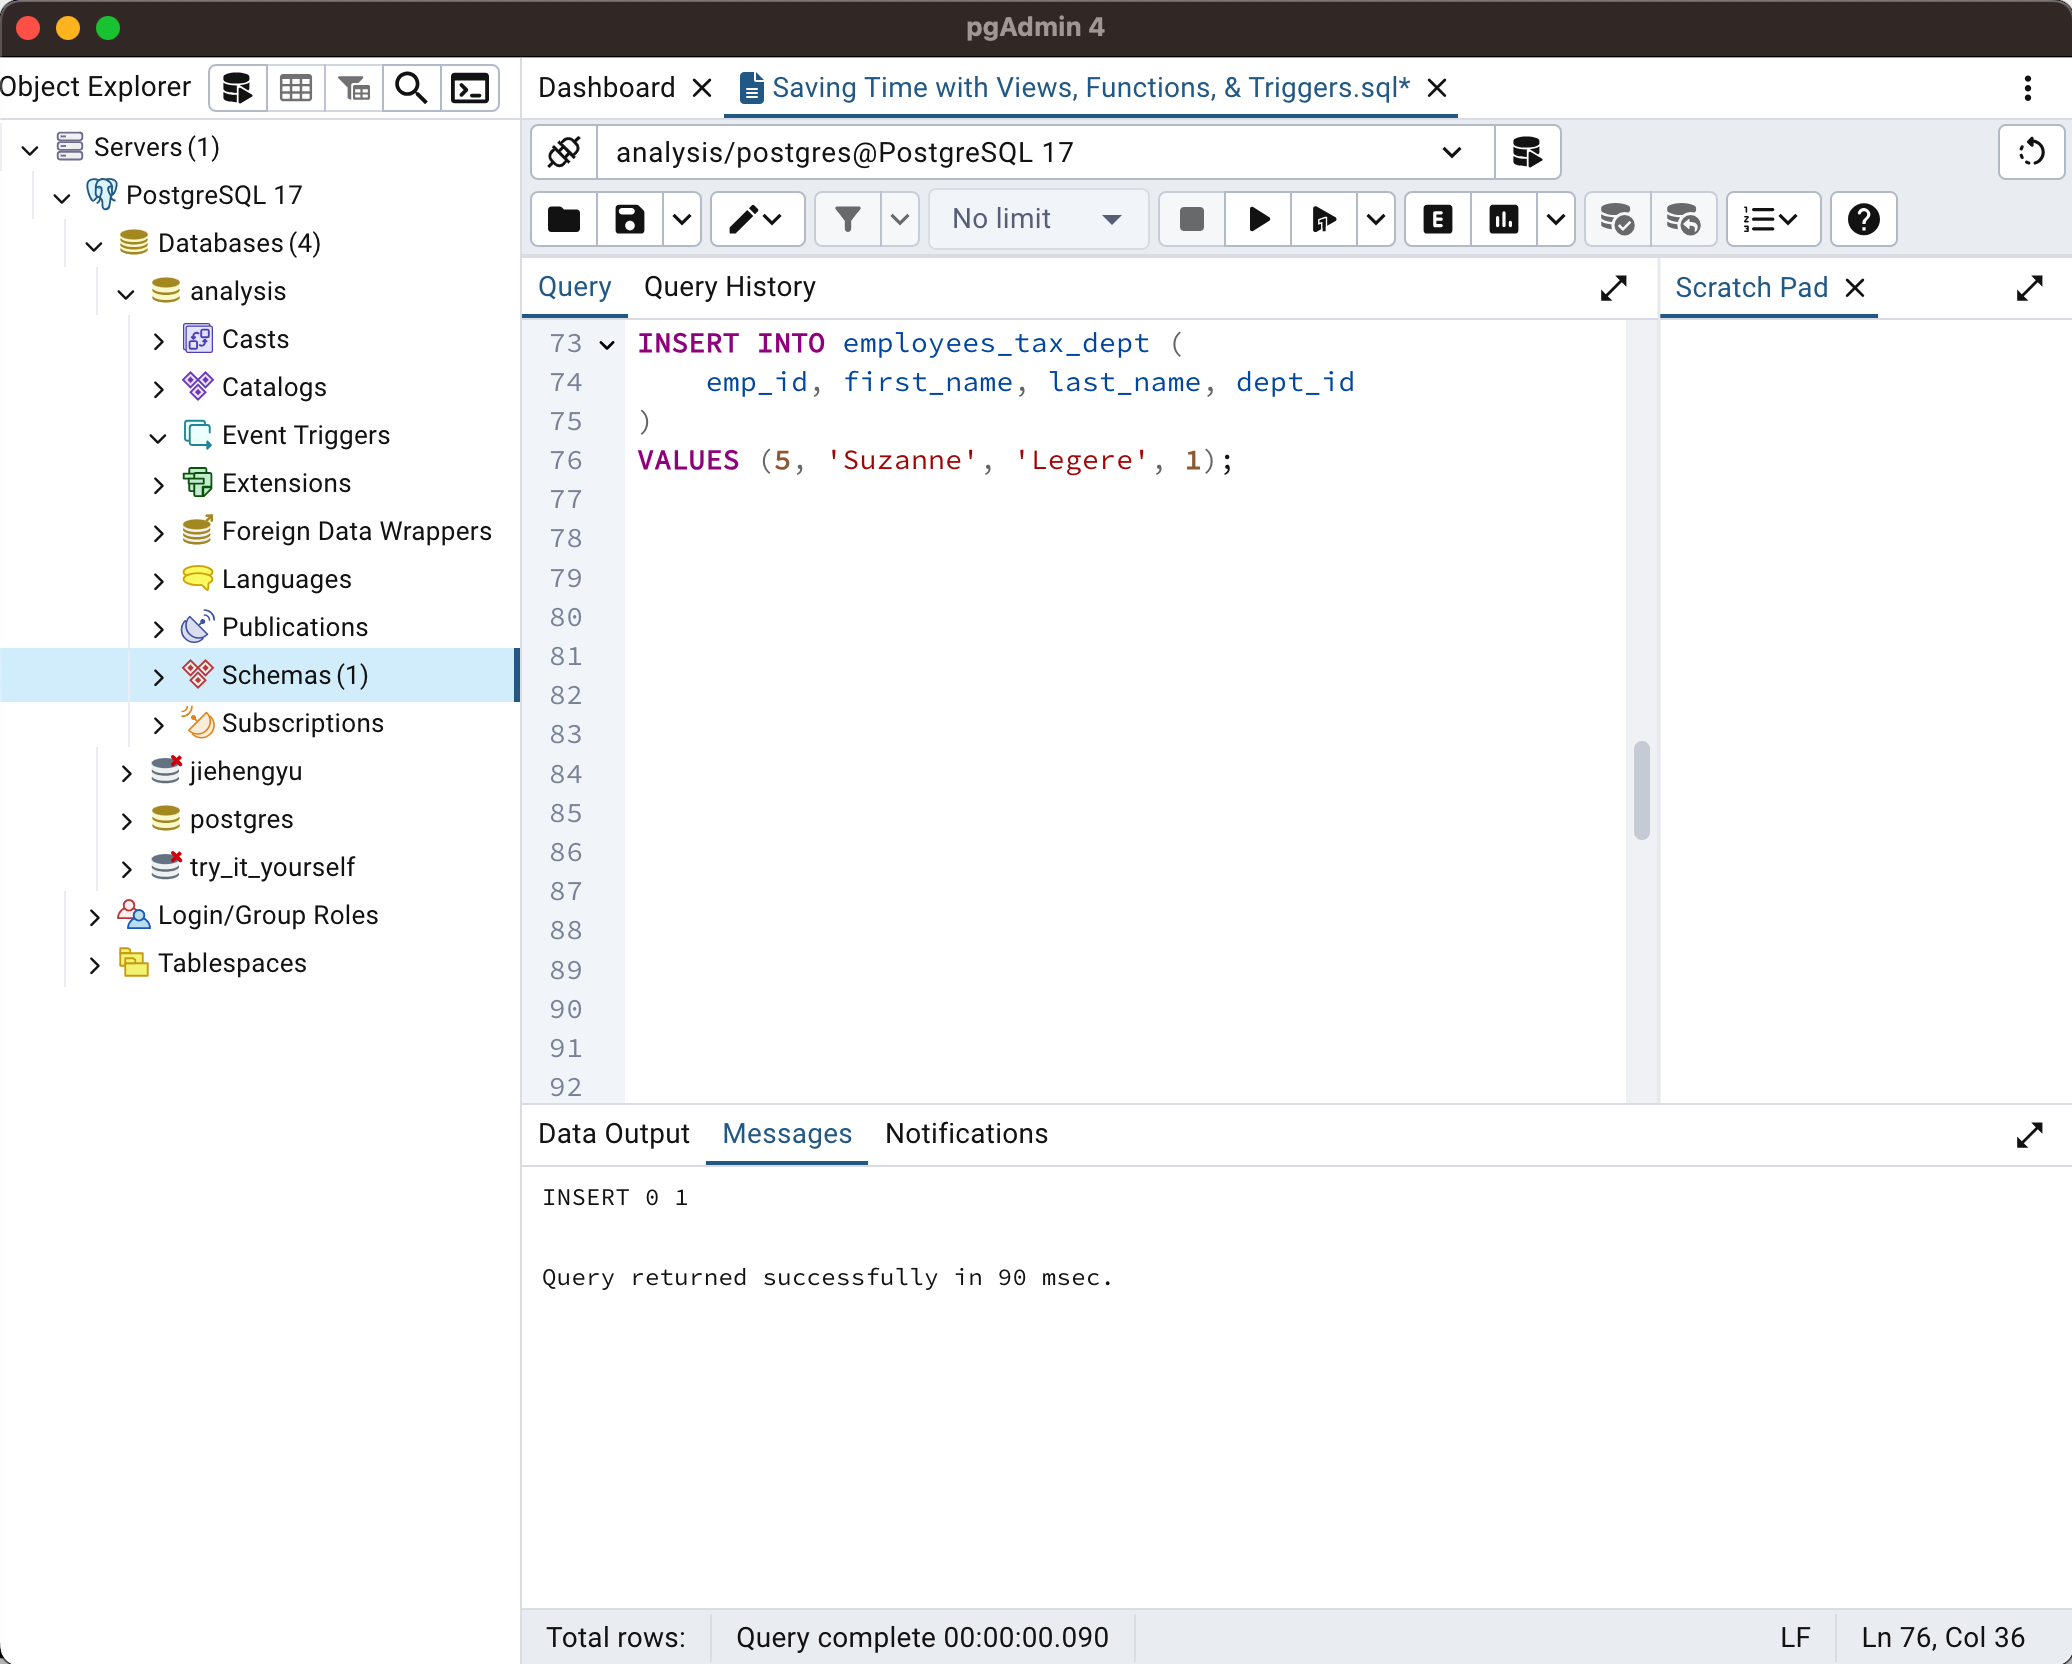 pgAdmin 4
Object Explorer
Servers (1)
PostgreSQL 17
Databases (4)
analysis
Casts
Catalogs
Event Triggers
Extensions
Foreign Data Wrappers
Languages
Publications
Schemas (1)
Subscriptions
jiehengyu
postgres
try_it_yourself
Login/Group Roles
Tablespaces
Dashboard
Saving Time with Views, Functions, & Triggers.sql*
analysis/postgres@PostgreSQL 17
No limit
E
Query Query History
Scratch Pad
73 INSERT INTO employees_tax_dept (
74 emp_id, first_name, last_name, dept_id
75 )
76 VALUES (5, 'Suzanne', 'Legere', 1);
77
78
79
80
81
82
83
84
85
86
87
88
89
90
91
92
Data Output Messages Notifications
INSERT 0 1
Query returned successfully in 90 msec.
Total rows: Query complete 00:00:00.090 LF Ln 76, Col 36